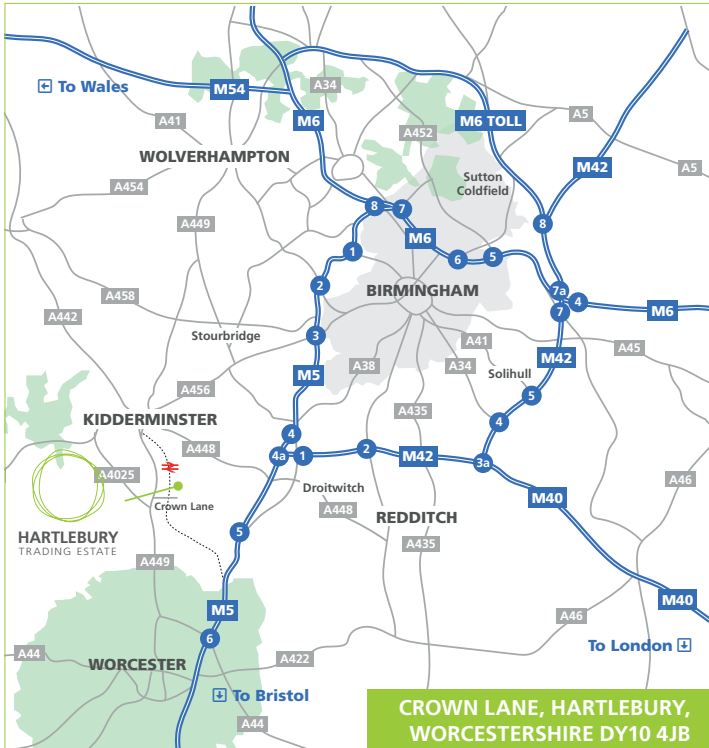 A34
To Wales
M54
A5
A41
M6
A452
M6 TOLL
WOLVERHAMPTON
M42
A5
Sutton
Coldfield
A454
8
7
A449
8
M6
1
6
5
2
BIRMINGHAM
7a
4
A458
7
M6
A442
Stourbridge
3
A41
A45
M42
A38
A34
Solihull
M5
A456
5
A435
KIDDERMINSTER
4
4
A448
4a
1
2
M42
3a
A4025
A46
Droitwitch
M40
Crown Lane
A448
REDDITCH
HARTLEBURY
TRADING ESTATE
5
A435
A449
M40
M5
A46
6
A44
A422
To London
WORCESTER
To Bristol
A44
CROWN LANE, HARTLEBURY,
WORCESTERSHIRE DY10 4JB